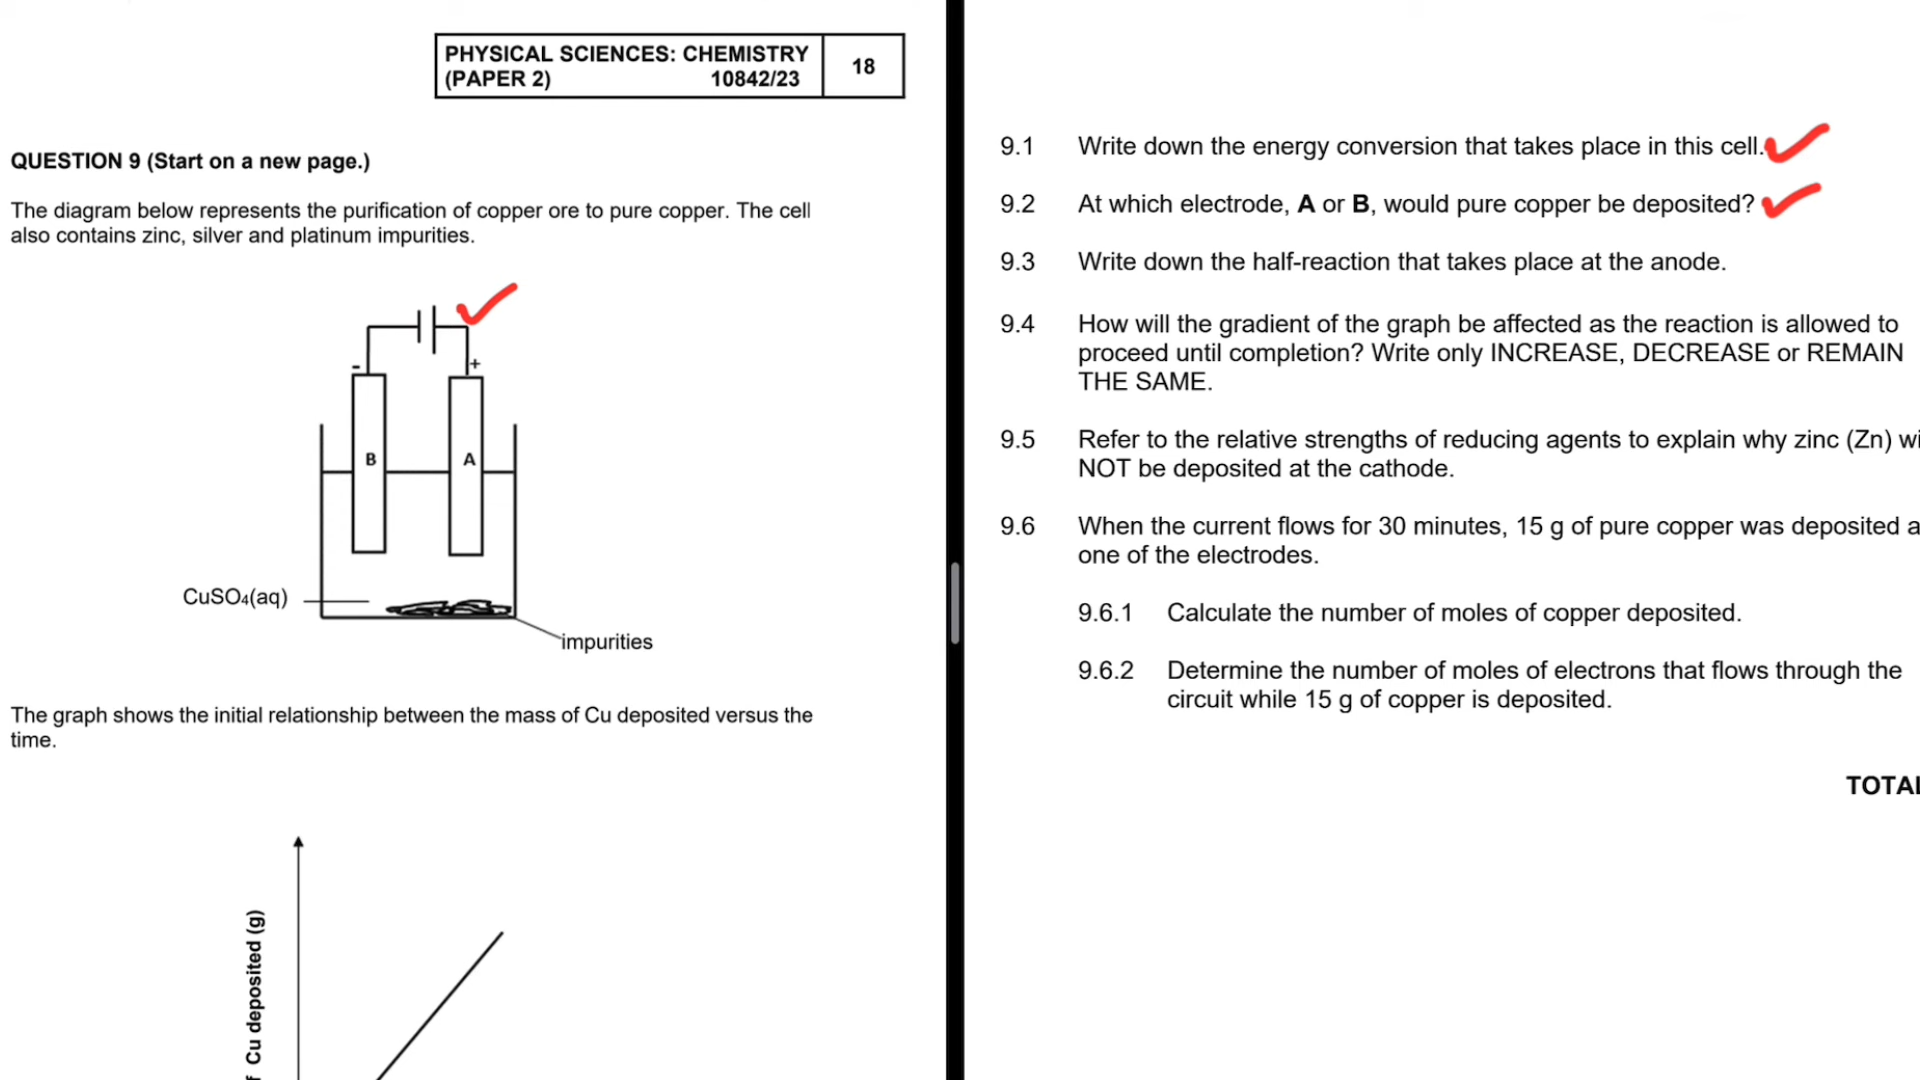 PHYSICAL SCIENCES: CHEMISTRY
(PAPER 2) 10842/23
18
QUESTION 9 (Start on a new page.)
The diagram below represents the purification of copper ore to pure copper. The cell
also contains zinc, silver and platinum impurities.
-
+
B
A
CuSO₄(aq)
impurities
The graph shows the initial relationship between the mass of Cu deposited versus the
time.
Cu deposited (g)
9.1 Write down the energy conversion that takes place in this cell.
9.2 At which electrode, A or B, would pure copper be deposited?
9.3 Write down the half-reaction that takes place at the anode.
9.4 How will the gradient of the graph be affected as the reaction is allowed to
proceed until completion? Write only INCREASE, DECREASE or REMAIN
THE SAME.
9.5 Refer to the relative strengths of reducing agents to explain why zinc (Zn)
NOT be deposited at the cathode.
9.6 When the current flows for 30 minutes, 15 g of pure copper was deposited
one of the electrodes.
9.6.1 Calculate the number of moles of copper deposited.
9.6.2 Determine the number of moles of electrons that flows through the
circuit while 15 g of copper is deposited.
TOTAL